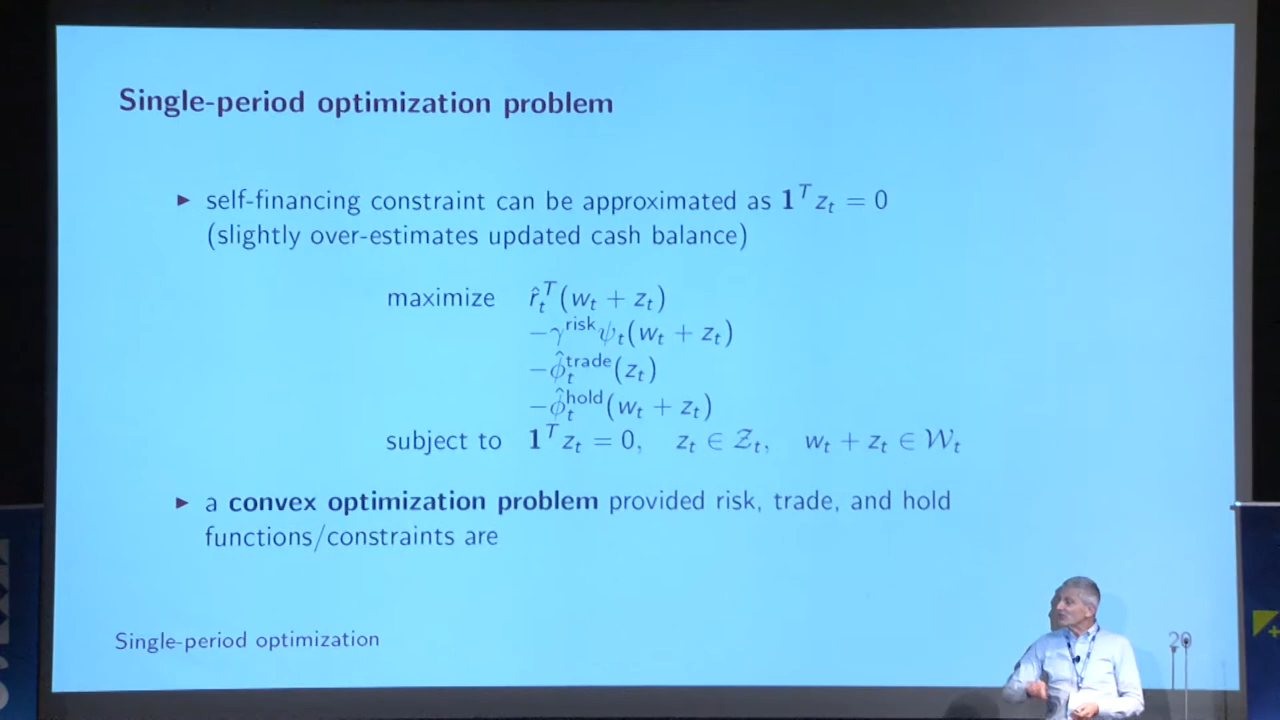 Single-period optimization problem
▶ self-financing constraint can be approximated as 𝟏ᵀzₜ = 0
(slightly over-estimates updated cash balance)
maximize r̂ₜᵀ(wₜ + zₜ)
−γ^risk ψₜ(wₜ + zₜ)
−ϕ̂ₜ^trade(zₜ)
−ϕ̂ₜ^hold(wₜ + zₜ)
subject to 𝟏ᵀzₜ = 0, zₜ ∈ 𝒵ₜ, wₜ + zₜ ∈ 𝒲ₜ
▶ a convex optimization problem provided risk, trade, and hold
functions/constraints are
Single-period optimization
20